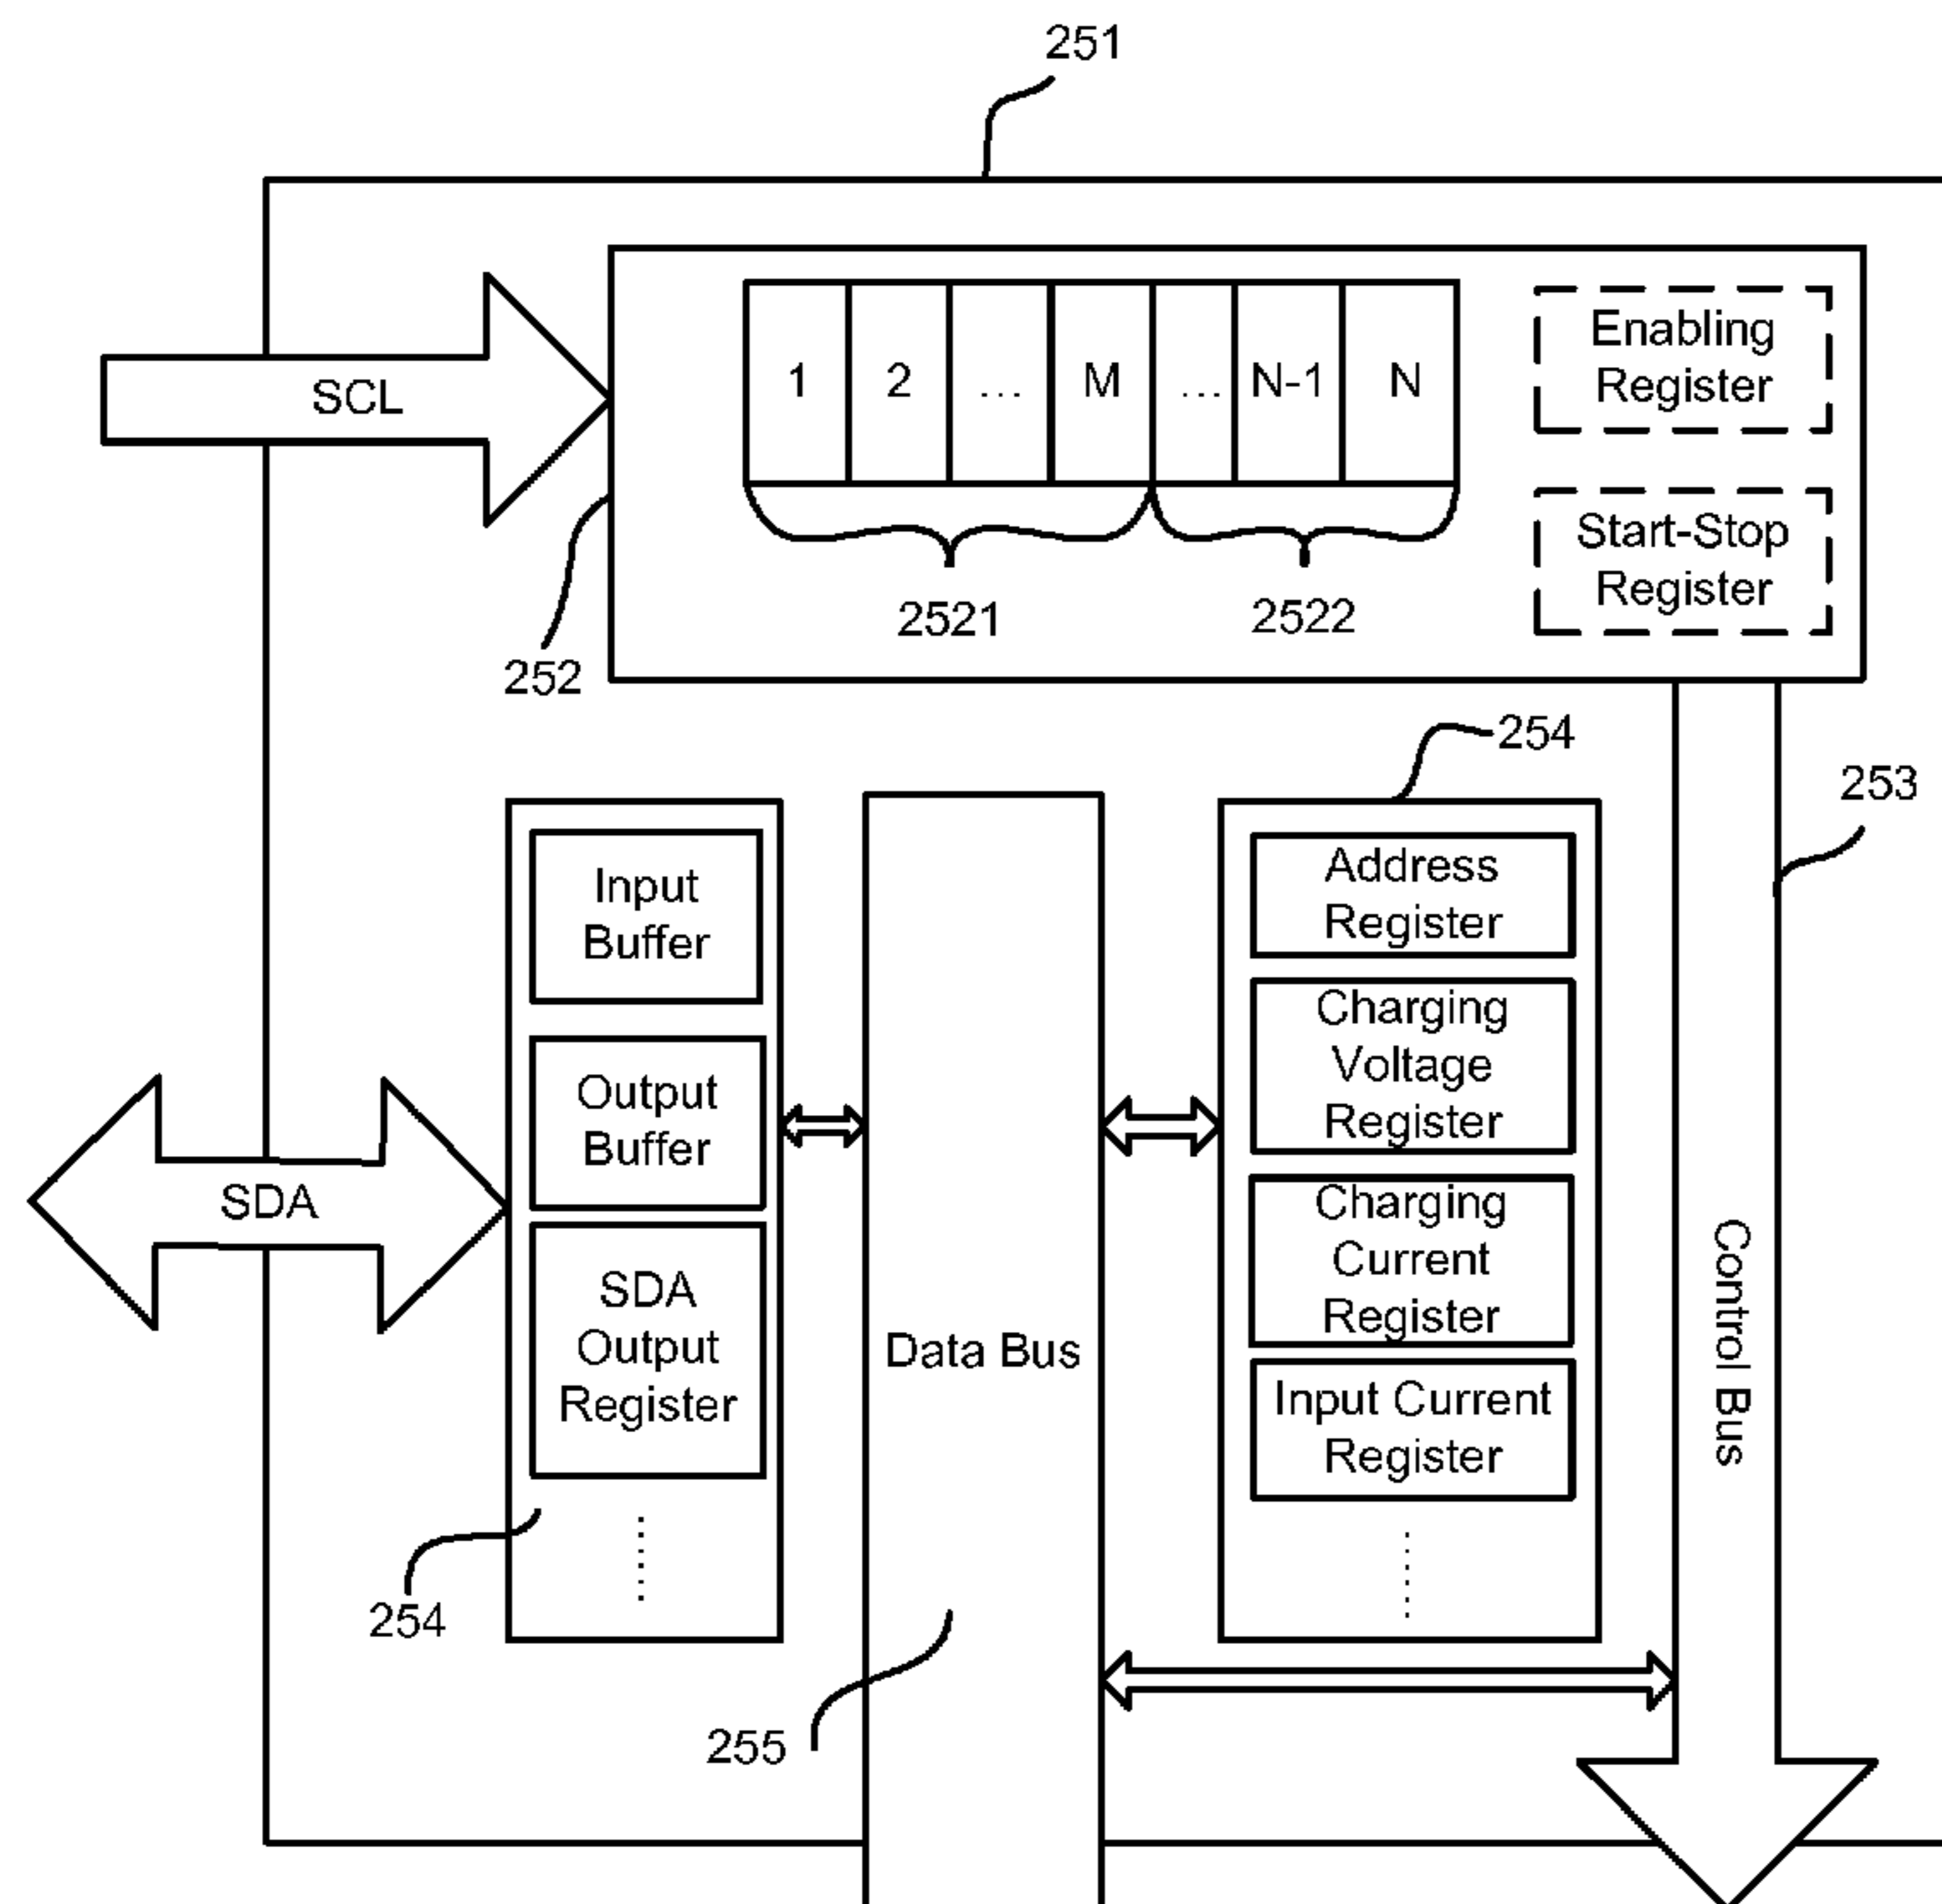 251
SCL
1 2 ... M ... N-1 N
Enabling
Register
Start-Stop
Register
2521
2522
252
254
253
Input
Buffer
Output
Buffer
SDA
Output
Register
SDA
254
Data Bus
255
Address
Register
Charging
Voltage
Register
Charging
Current
Register
Input Current
Register
Control Bus